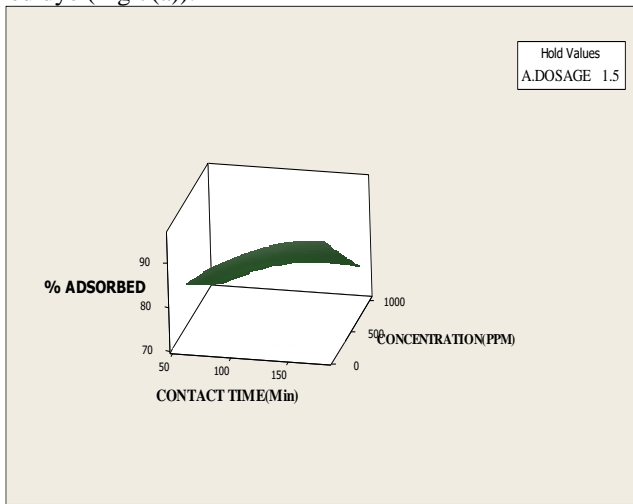 Hold Values
A.DOSAGE 1.5
90
% ADSORBED
80
70
50
100
150
CONTACT TIME(Min)
0
500
1000
CONCENTRATION(PPM)